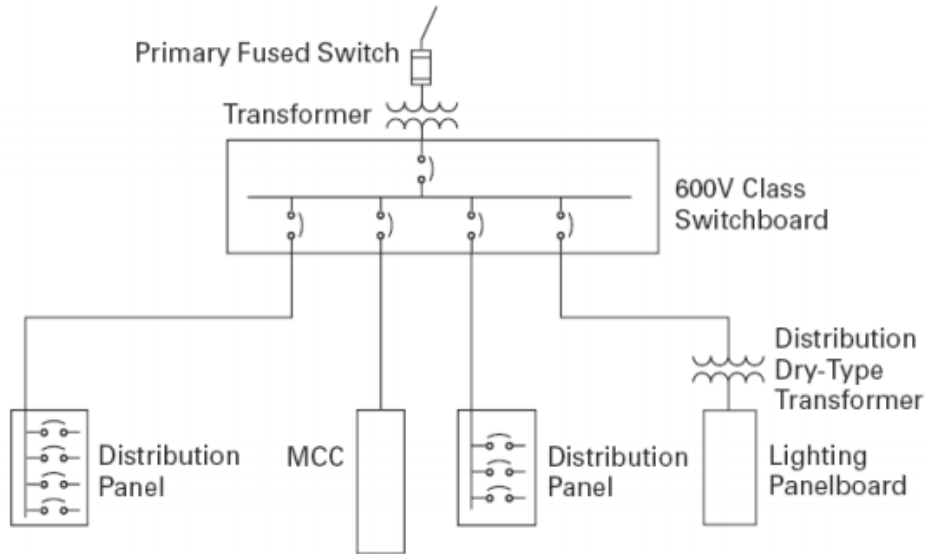 Primary Fused Switch
Transformer
600V Class
Switchboard
Distribution
Dry-Type
Transformer
Distribution
Panel
MCC
Distribution
Panel
Lighting
Panelboard